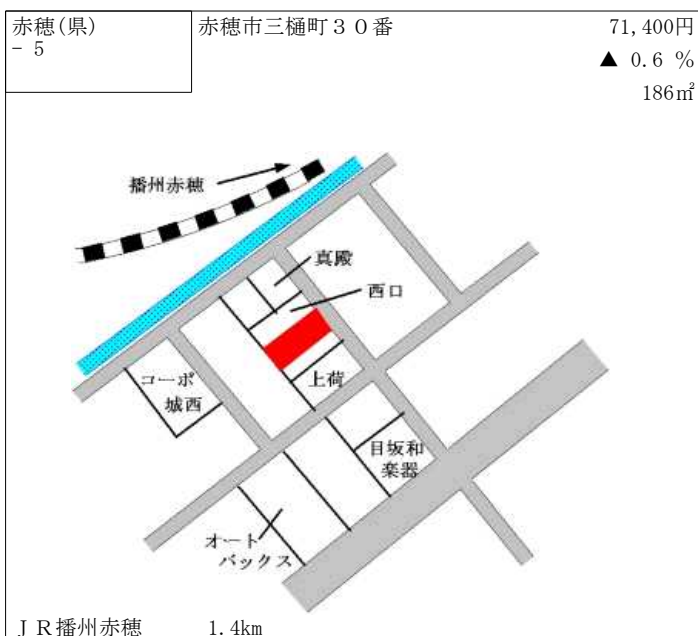 赤穂(県)
- 5
赤穂市三樋町３０番
71,400円
▲ 0.6 %
186㎡
播州赤穂
真殿
西口
上荷
コーポ
城西
目坂和
楽器
オート
バックス
ＪＲ播州赤穂 1.4km